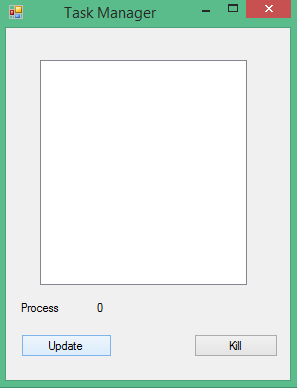 Task Manager
Process 0
Update Kill